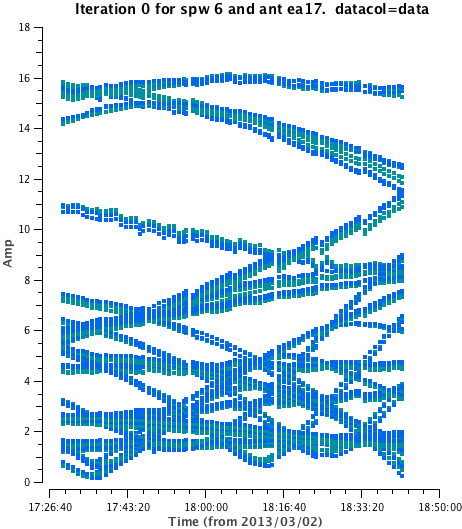 Iteration 0 for spw 6 and ant ea17. datacol=data
18
16
14
12
10
8
6
4
2
0
Amp
17:26:40 17:43:20 18:00:00 18:16:40 18:33:20 18:50:00
Time (from 2013/03/02)